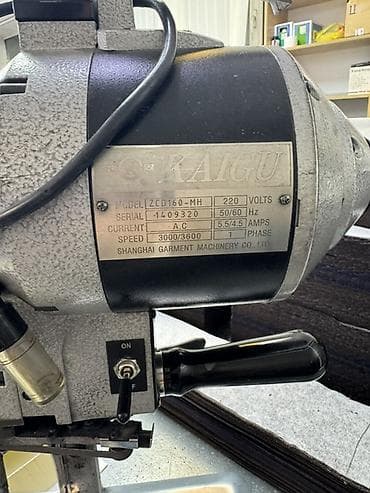 KAIGU
MODEL ZCD160-MH 220 VOLTS
SERIAL 1409320 50/60 Hz
CURRENT A.C 5.5/4.5 AMPS
SPEED 3000/3600 1 PHASE
SHANGHAI GARMENT MACHINERY CO., LTD.
ON